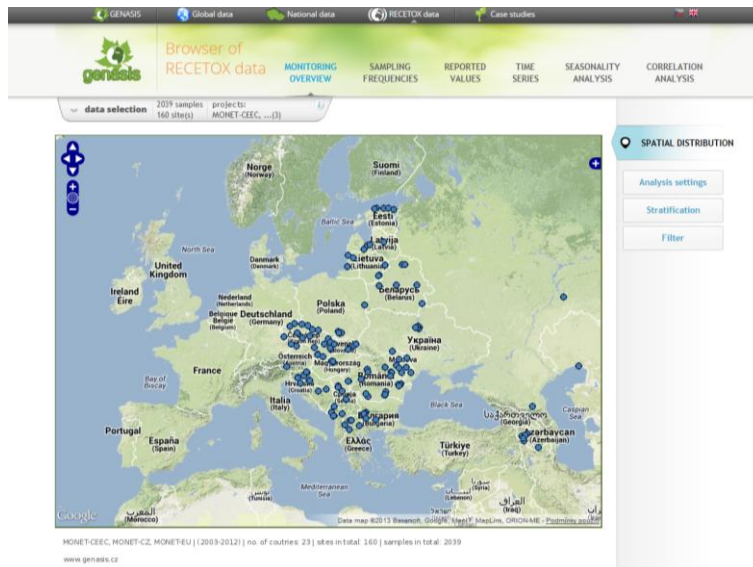 GENASIS
Global data
National data
RECETOX data
Case studies
genasis
Browser of
RECETOX data
MONITORING
OVERVIEW
SAMPLING
FREQUENCIES
REPORTED
VALUES
TIME
SERIES
SEASONALITY
ANALYSIS
CORRELATION
ANALYSIS
data selection
2039 samples
160 site(s)
projects:
MONET-CEEC, ...(3)
SPATIAL DISTRIBUTION
Analysis settings
Stratification
Filter
Norge
(Norway)
Suomi
(Finland)
Eesti
(Estonia)
Baltic Sea
Latvija
(Latvia)
North Sea
Danmark
(Denmark)
Lietuva
(Lithuania)
United
Kingdom
Беларусь
(Belarus)
Ireland
Éire
Nederland
(Netherlands)
Polska
(Poland)
Belgique
België
(Belgium)
Deutschland
(Germany)
Україна
(Ukraine)
Österreich
(Austria)
Magyarország
(Hungary)
France
România
(Romania)
Bay of
Biscay
Hrvatska
(Croatia)
Italia
(Italy)
Black Sea
Caspian
Sea
საქართველო
(Georgia)
България
(Bulgaria)
Azərbaycan
(Azerbaijan)
Portugal
España
(Spain)
Ελλάς
(Greece)
Türkiye
(Turkey)
Mediterranean
Sea
تونس
(Tunisia)
سوريا
(Syria)
العراق
(Iraq)
المغرب
(Morocco)
Google
Data map ©2013 Basarsoft, Google, MapIT, MapLink, ORION-ME - Podmínky použití
MONET-CEEC, MONET-CZ, MONET-EU | (2003-2012) | no. of coutries: 23 | sites in total: 160 | samples in total: 2039
www.genasis.cz